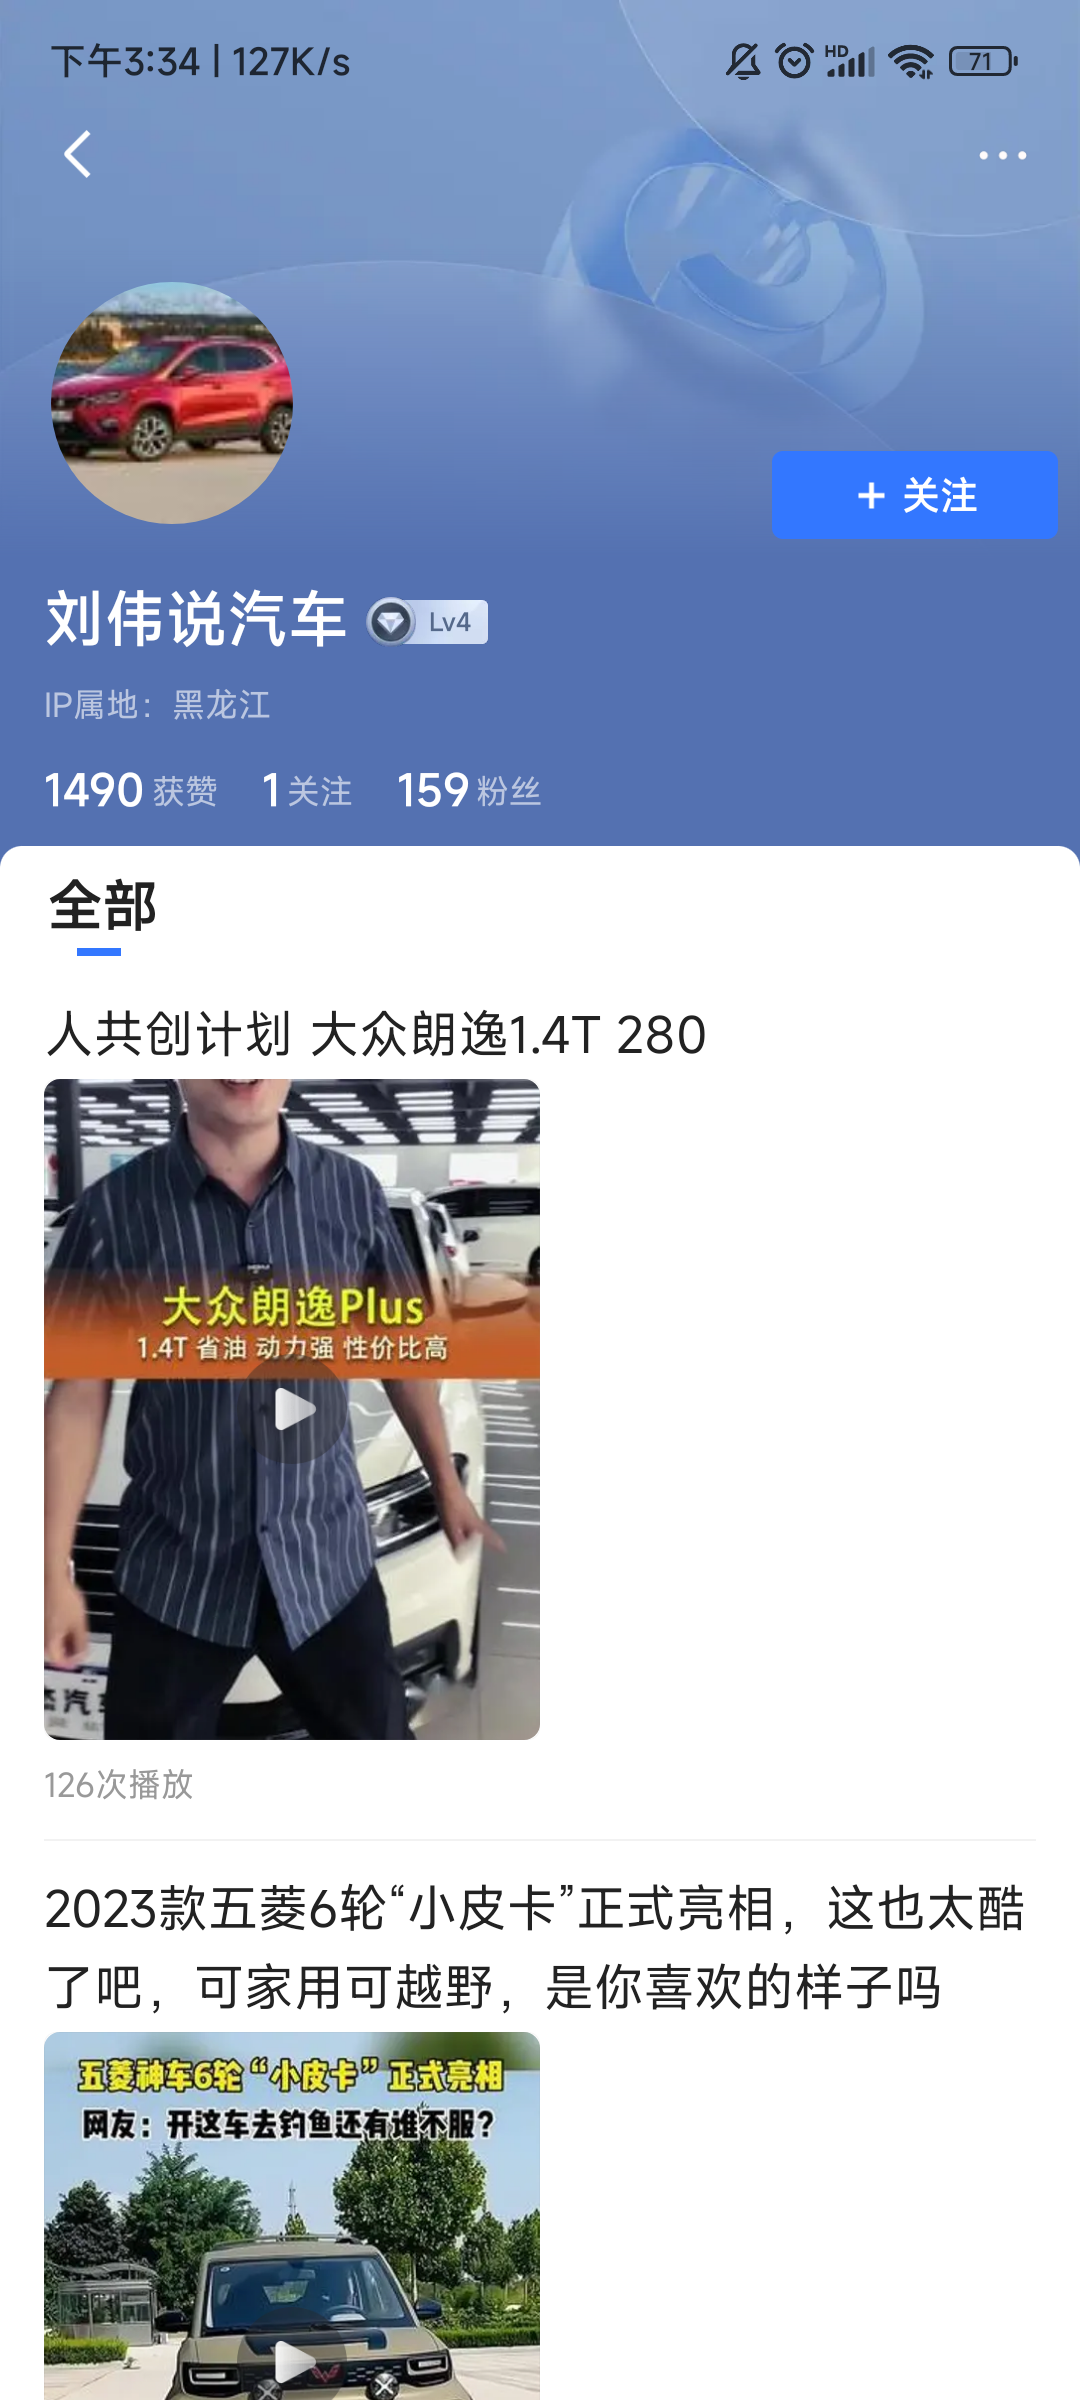 下午3:34 | 127K/s
HD
71
+ 关注
刘伟说汽车 Lv4
IP属地：黑龙江
1490 获赞 1 关注 159 粉丝
全部
人共创计划 大众朗逸1.4T 280
大众朗逸Plus
1.4T 省油 动力强 性价比高
汽车
126次播放
2023款五菱6轮“小皮卡”正式亮相，这也太酷
了吧，可家用可越野，是你喜欢的样子吗
五菱神车6轮“小皮卡”正式亮相
网友：开这车去钓鱼还有谁不服？